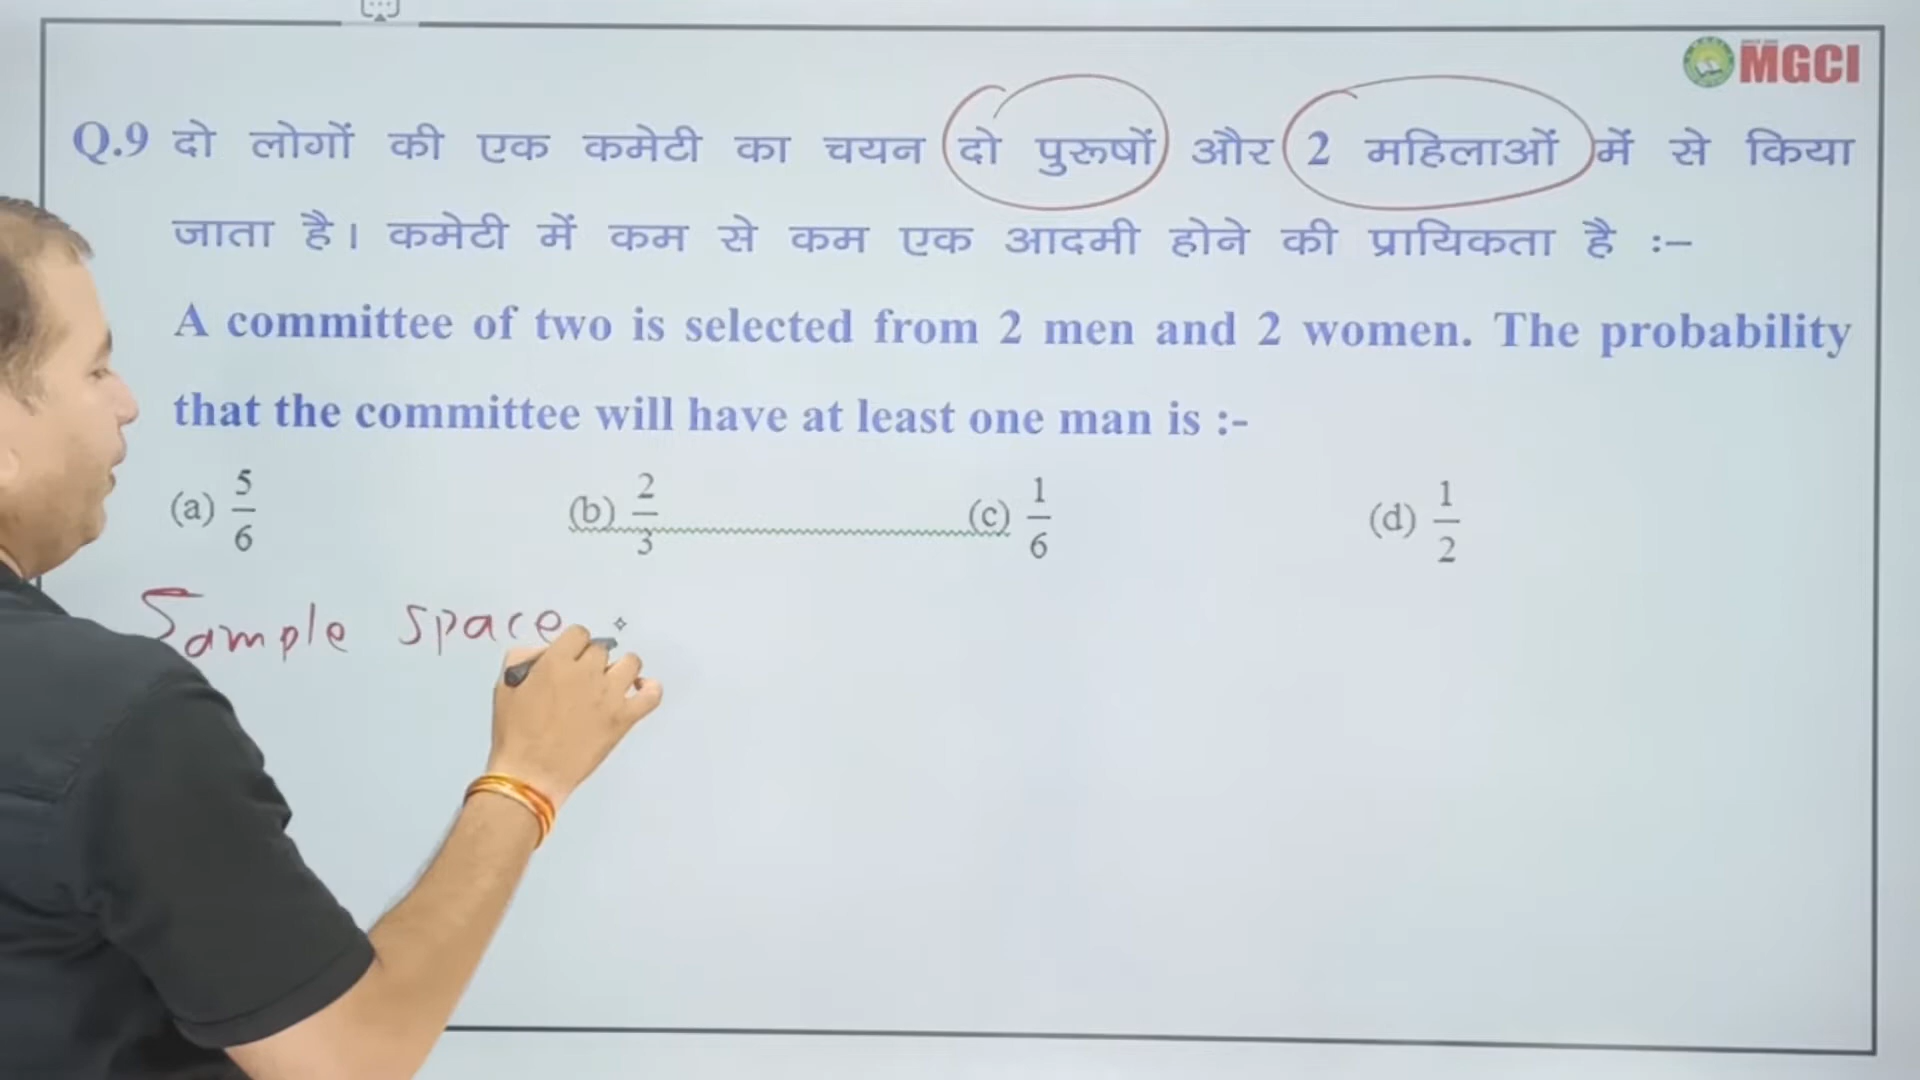 MGCI
Q.9 दो लोगों की एक कमेटी का चयन दो पुरूषों और 2 महिलाओं में से किया
जाता है। कमेटी में कम से कम एक आदमी होने की प्रायिकता है :–
A committee of two is selected from 2 men and 2 women. The probability
that the committee will have at least one man is :-
(a) 5/6 (b) 2/3 (c) 1/6 (d) 1/2
Sample space